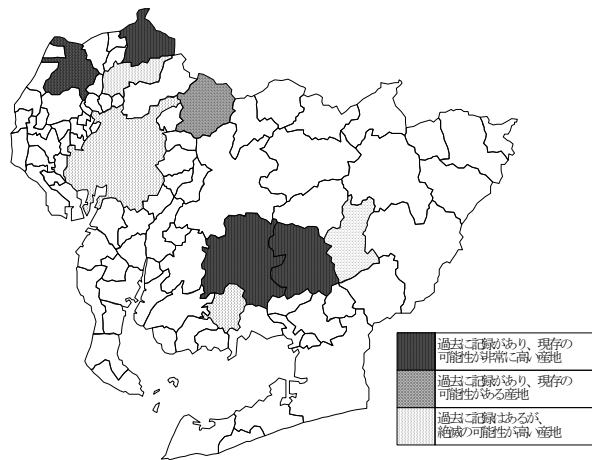 過去に記録があり、現存の
可能性が非常に高い産地
過去に記録があり、現存の
可能性がある産地
過去に記録はあるが、
絶滅の可能性が高い産地